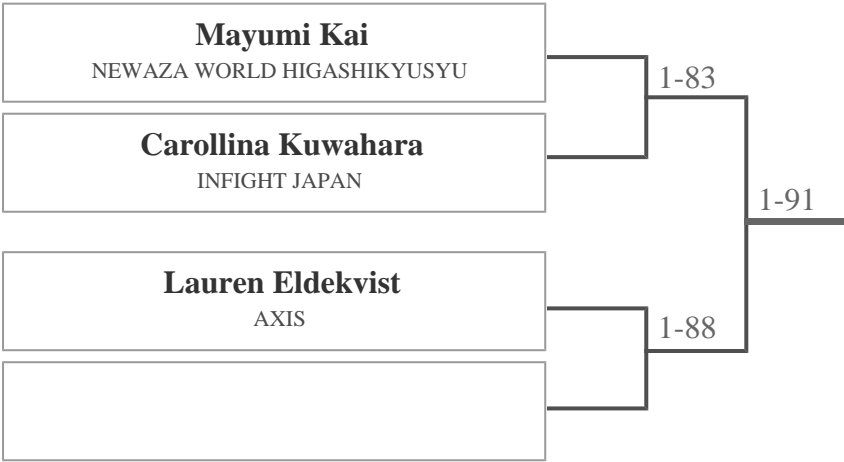 Mayumi Kai
NEWAZA WORLD HIGASHIKYUSYU
1-83
Carollina Kuwahara
INFIGHT JAPAN
1-91
Lauren Eldekvist
AXIS
1-88